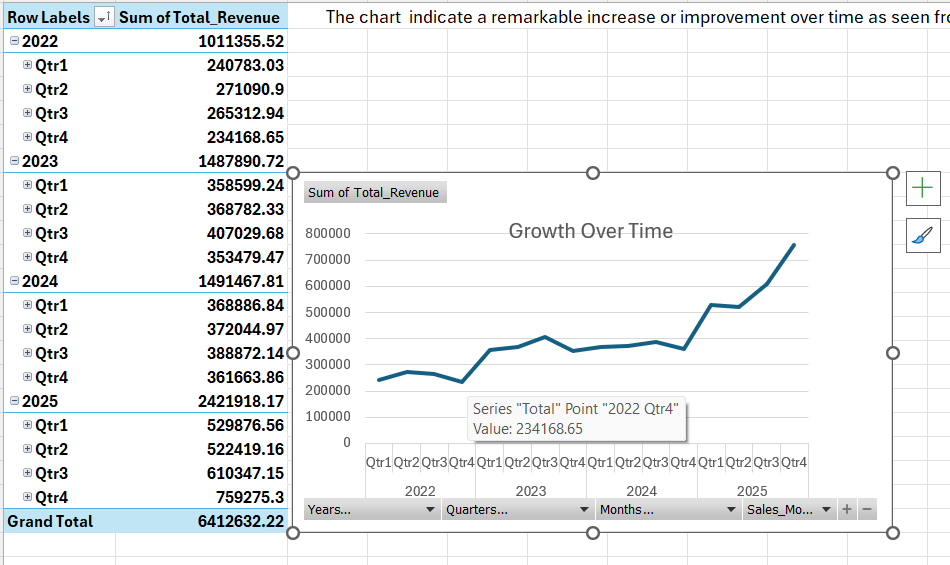 Row Labels Sum of Total_Revenue The chart indicate a remarkable increase or improvement over time as seen
2022 1011355.52
Qtr1 240783.03
Qtr2 271090.9
Qtr3 265312.94
Qtr4 234168.65
2023 1487890.72
Qtr1 358599.24
Qtr2 368782.33
Qtr3 407029.68
Qtr4 353479.47
2024 1491467.81
Qtr1 368886.84
Qtr2 372044.97
Qtr3 388872.14
Qtr4 361663.86
2025 2421918.17
Qtr1 529876.56
Qtr2 522419.16
Qtr3 610347.15
Qtr4 759275.3
Grand Total 6412632.22
Sum of Total_Revenue
Growth Over Time
800000
700000
600000
500000
400000
300000
200000
100000
0
Series "Total" Point "2022 Qtr4"
Value: 234168.65
Qtr1 Qtr2 Qtr3 Qtr4 Qtr1 Qtr2 Qtr3 Qtr4 Qtr1 Qtr2 Qtr3 Qtr4 Qtr1 Qtr2 Qtr3 Qtr4
2022 2023 2024 2025
Years... Quarters... Months... Sales_Mo...